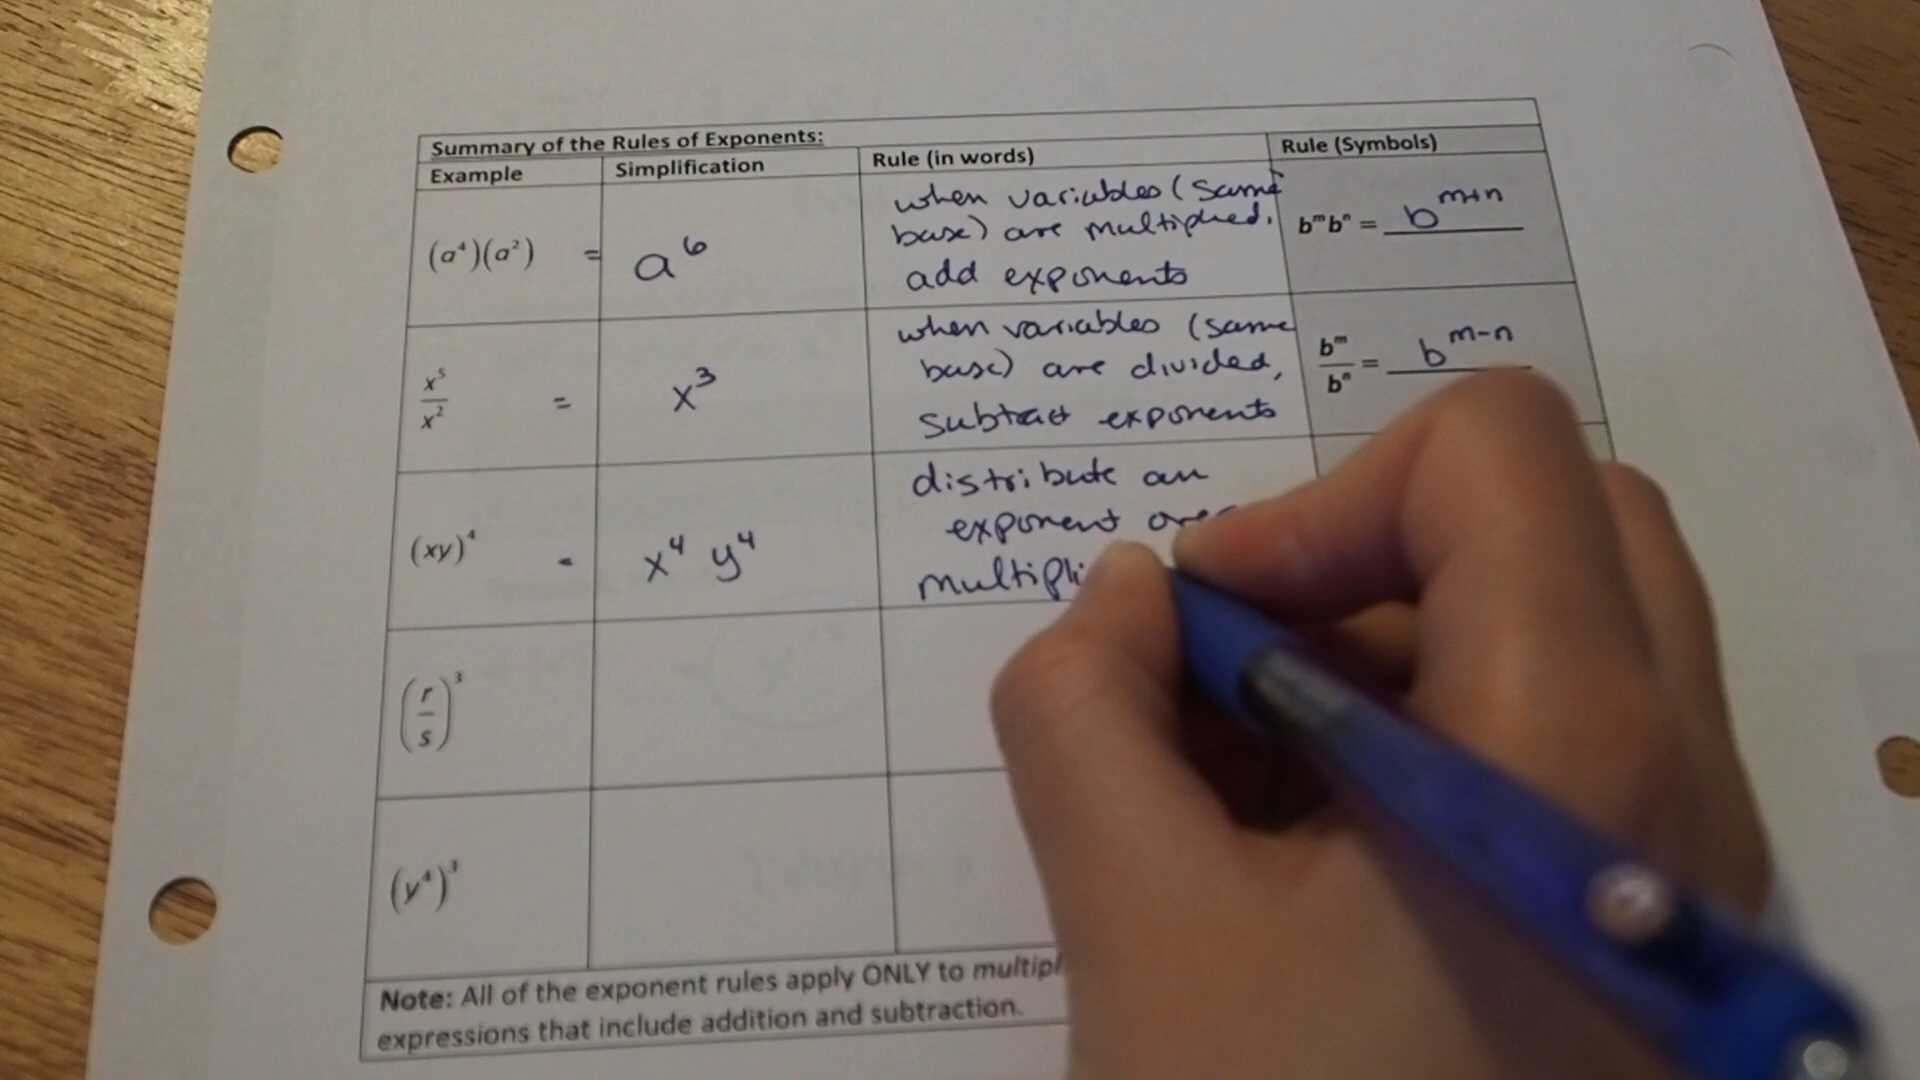 Summary of the Rules of Exponents:
Example Simplification Rule (in words) Rule (Symbols)
(a⁴)(a²) = a⁶
when variables (same
base) are multiplied,
add exponents
bᵐbⁿ = bᵐ⁺ⁿ
x⁵/x² = x³
when variables (same
base) are divided,
subtract exponents
bᵐ/bⁿ = bᵐ⁻ⁿ
(xy)⁴ = x⁴ y⁴
distribute an
exponent over
multipli
(r/s)³
(y⁴)³
Note: All of the exponent rules apply ONLY to multipl
expressions that include addition and subtraction.